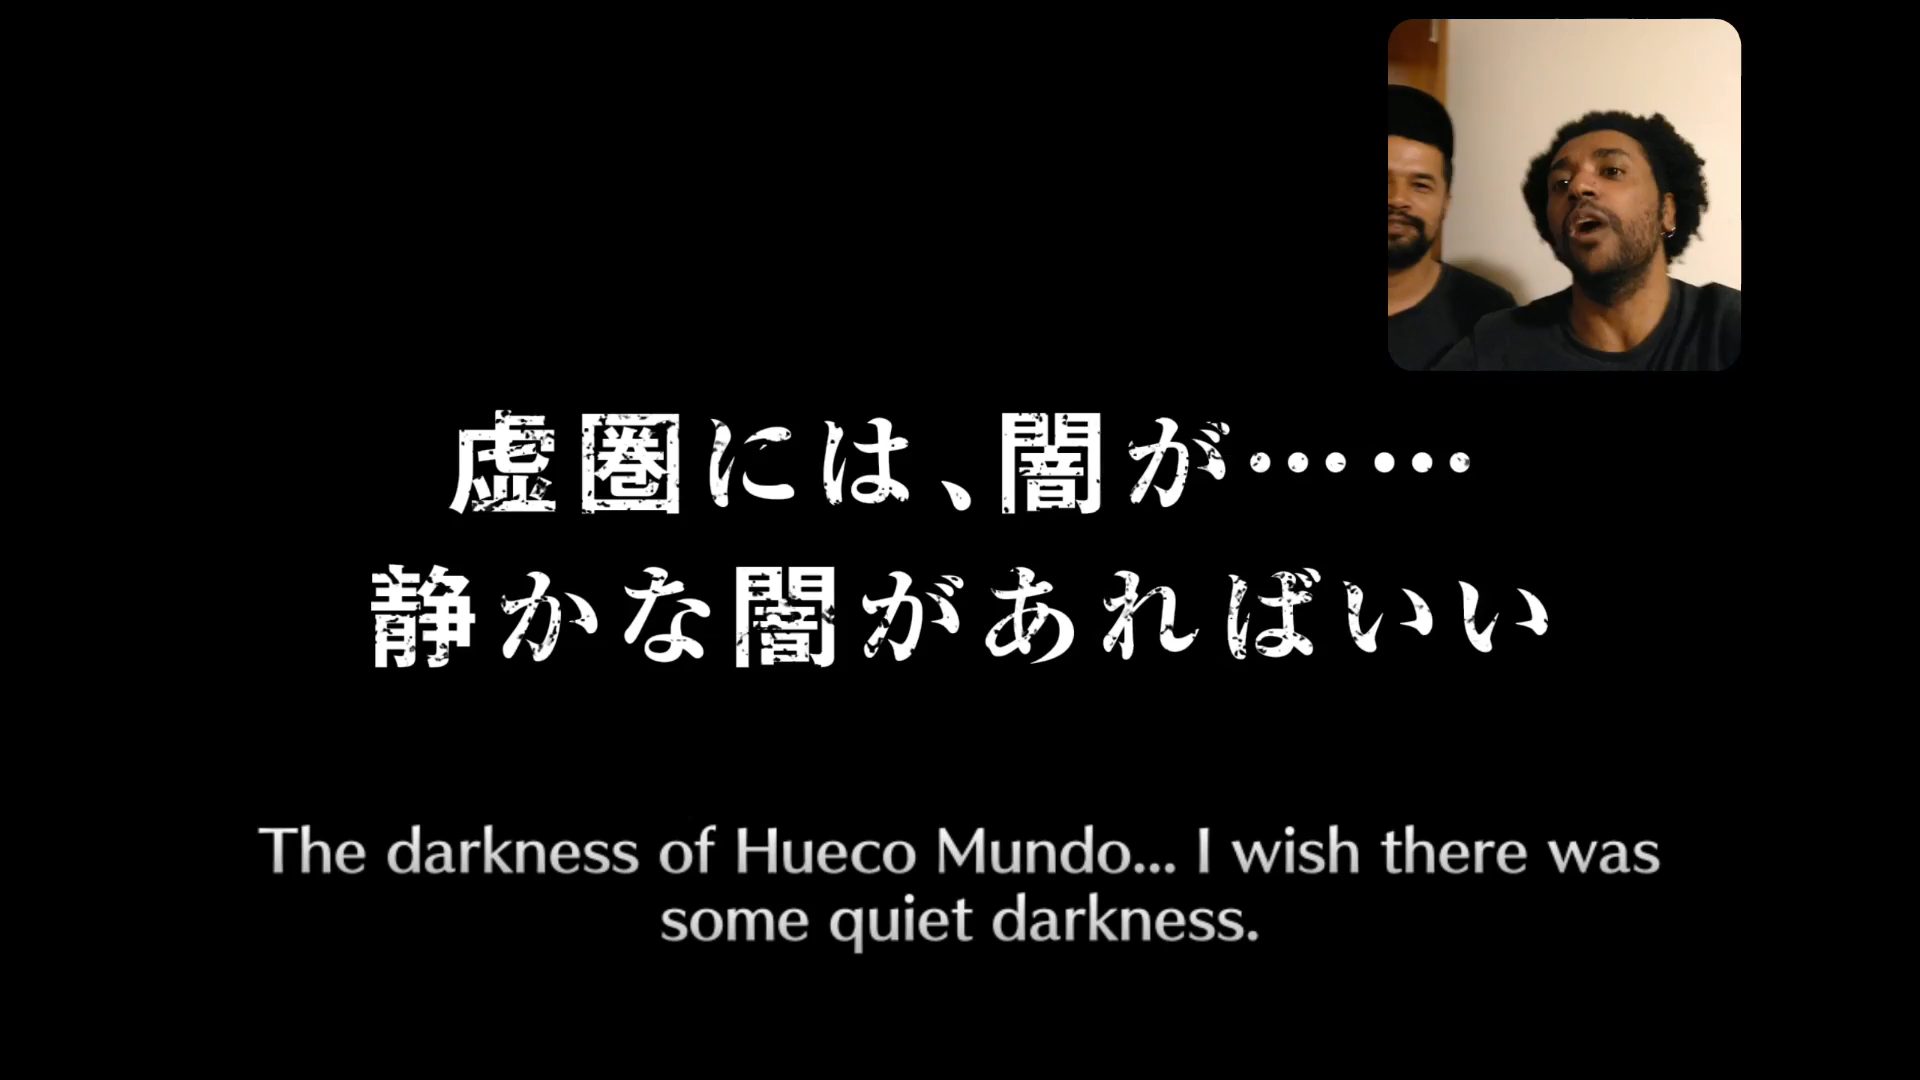 虚圏には、闇が……
静かな闇があればいい
The darkness of Hueco Mundo... I wish there was
some quiet darkness.